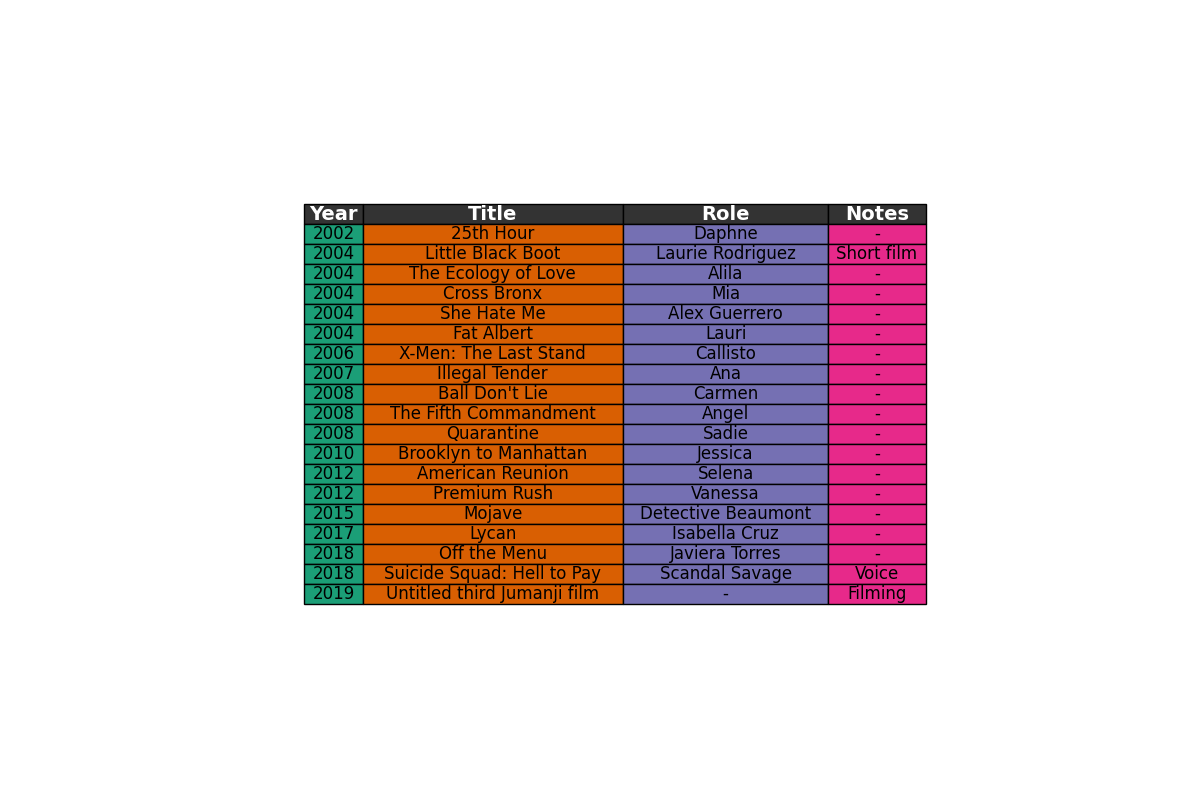 Year Title Role Notes
2002 25th Hour Daphne -
2004 Little Black Boot Laurie Rodriguez Short film
2004 The Ecology of Love Alila -
2004 Cross Bronx Mia -
2004 She Hate Me Alex Guerrero -
2004 Fat Albert Lauri -
2006 X-Men: The Last Stand Callisto -
2007 Illegal Tender Ana -
2008 Ball Don't Lie Carmen -
2008 The Fifth Commandment Angel -
2008 Quarantine Sadie -
2010 Brooklyn to Manhattan Jessica -
2012 American Reunion Selena -
2012 Premium Rush Vanessa -
2015 Mojave Detective Beaumont -
2017 Lycan Isabella Cruz -
2018 Off the Menu Javiera Torres -
2018 Suicide Squad: Hell to Pay Scandal Savage Voice
2019 Untitled third Jumanji film - Filming